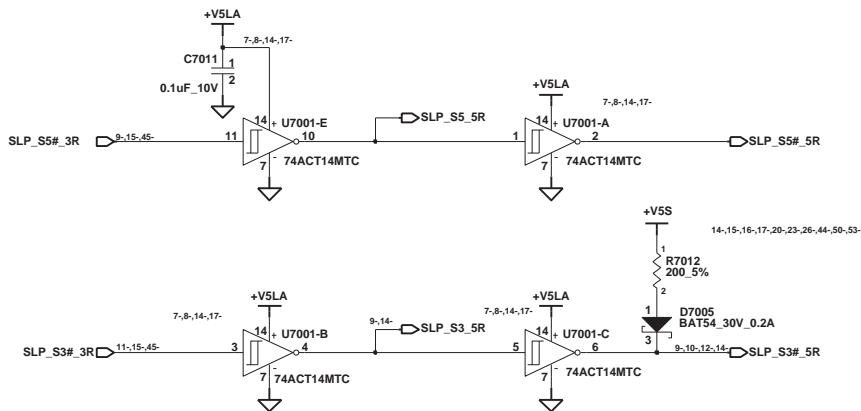 +V5LA
7-,8-,14-,17-
C7011
1
2
0.1uF_10V
+V5LA
14
+
U7001-E
7-,8-,14-,17-
14
+
U7001-A
SLP_S5_5R
SLP_S5#_3R
9-,15-,45-
11
10
1
2
SLP_S5#_5R
7
-
74ACT14MTC
7
-
74ACT14MTC
+V5S
14-,15-,16-,17-,20-,23-,26-,44-,50-,53-
1
R7012
200_5%
2
+V5LA
7-,8-,14-,17-
+V5LA
7-,8-,14-,17-
1
D7005
BAT54_30V_0.2A
3
14
+
U7001-B
9-,14-
SLP_S3_5R
14
+
U7001-C
SLP_S3#_3R
11-,15-,45-
3
4
5
6
9-,10-,12-,14-
SLP_S3#_5R
7
-
74ACT14MTC
7
-
74ACT14MTC